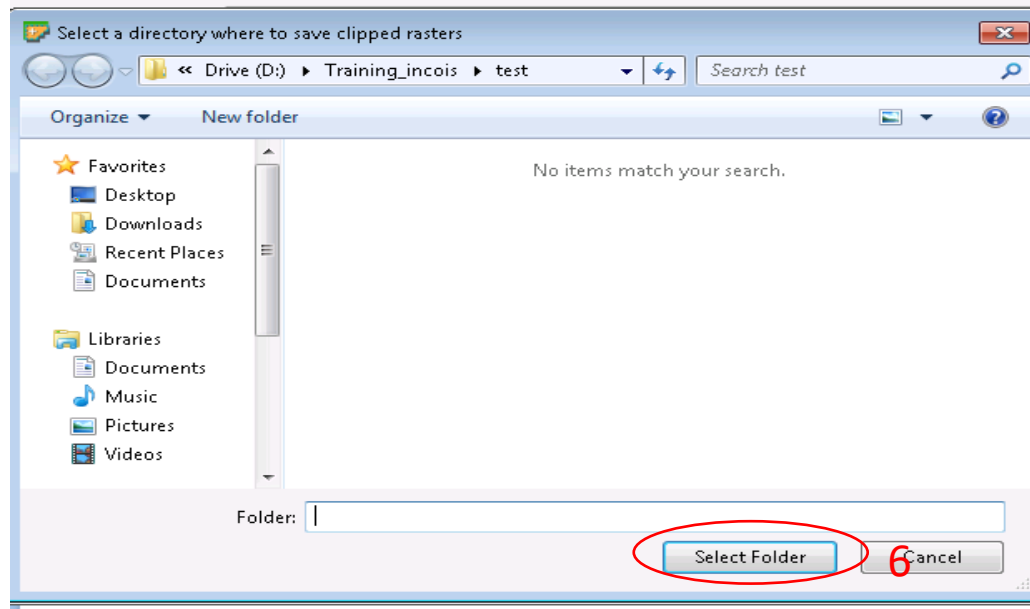 Select a directory where to save clipped rasters
« Drive (D:) ▸ Training_incois ▸ test
Search test
Organize
New folder
Favorites
Desktop
Downloads
Recent Places
Documents
Libraries
Documents
Music
Pictures
Videos
No items match your search.
Folder:
Select Folder
6
Cancel